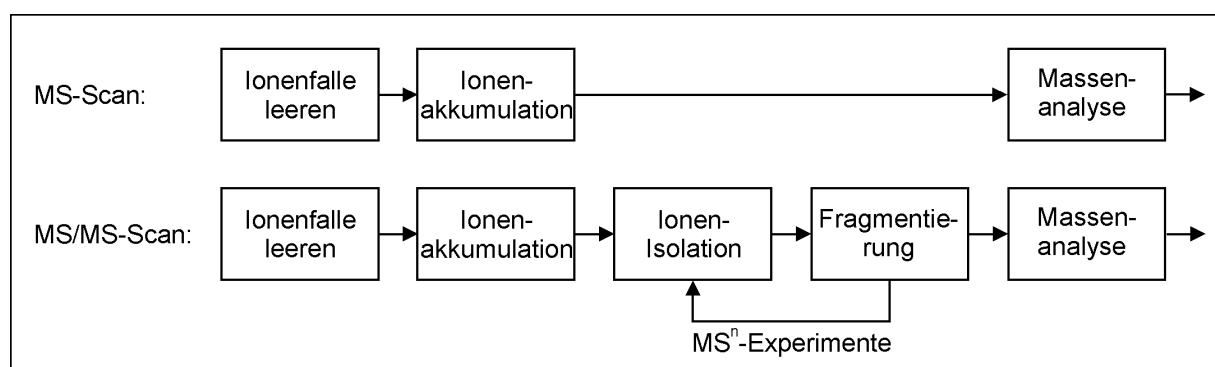 MS-Scan:
Ionenfalle
leeren
Ionen-
akkumulation
Massen-
analyse
MS/MS-Scan:
Ionenfalle
leeren
Ionen-
akkumulation
Ionen-
Isolation
Fragmentie-
rung
Massen-
analyse
MSⁿ-Experimente